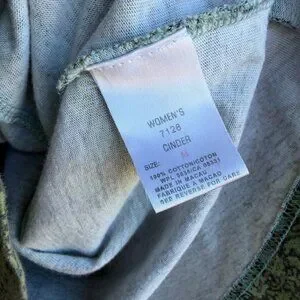 WOMEN'S
7128
CINDER
SIZE: M
100% COTTON/COTON
MADE IN MACAU
FABRIQUE A MACAO
SEE REVERSE FOR CARE